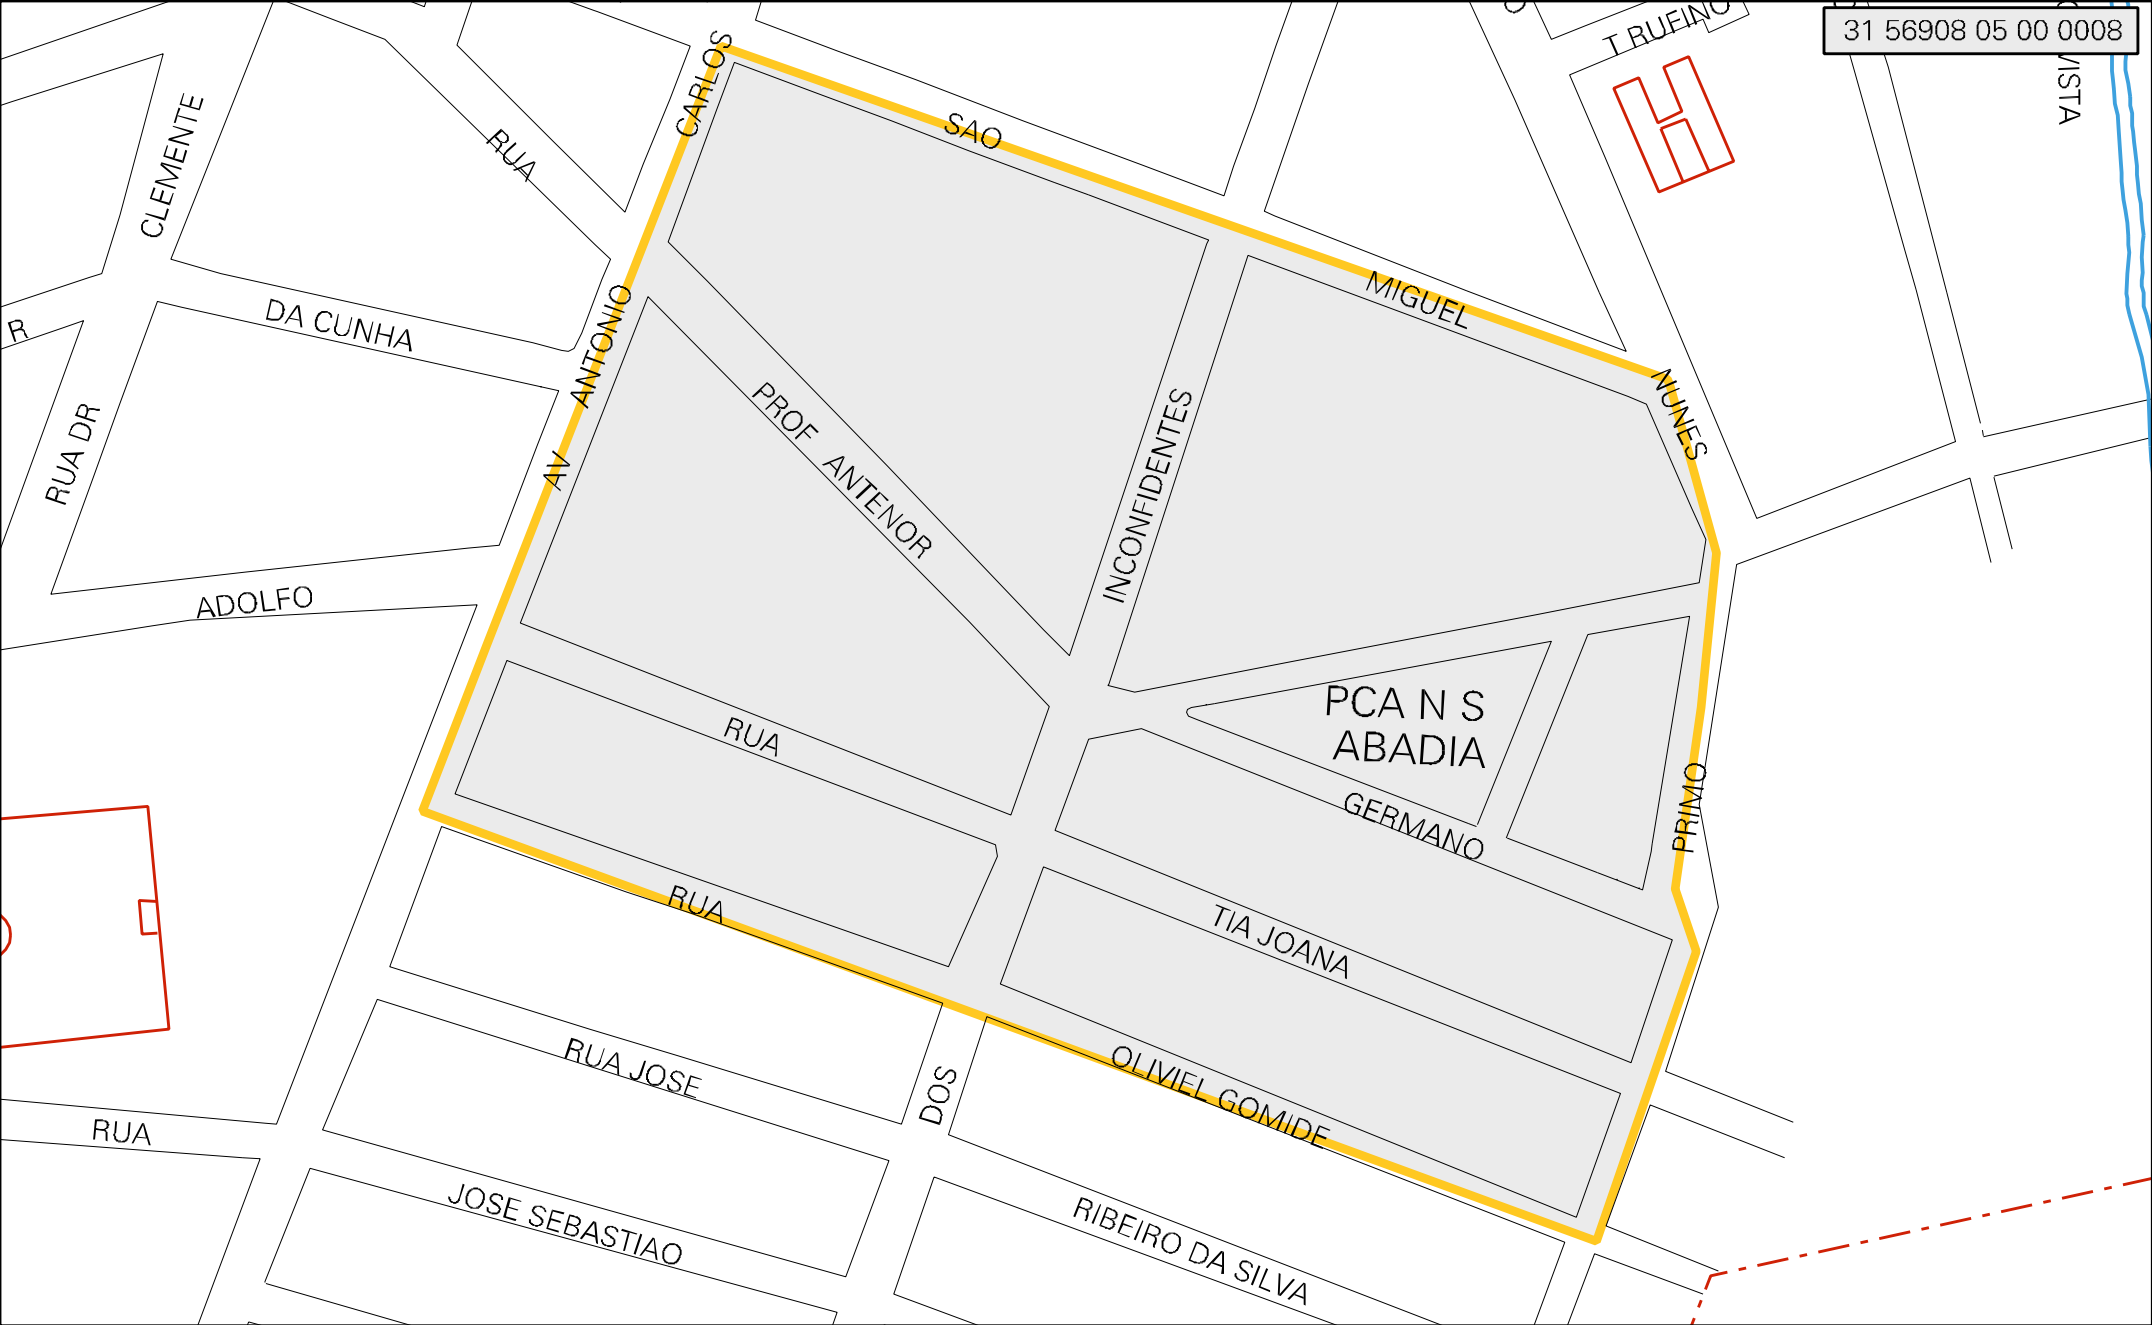 31 56908 05 00 0008
T RUFINO
O
VISTA
CARLOS
SAO
CLEMENTE
RUA
MIGUEL
DA CUNHA
R
ANTONIO
NUNES
PROF ANTENOR
INCONFIDENTES
RUA DR
AV
ADOLFO
PCA N S
ABADIA
RUA
GERMANO
PRIMO
RUA
TIA JOANA
RUA JOSE
DOS
OLIVIEL GOMIDE
RUA
JOSE SEBASTIAO
RIBEIRO DA SILVA